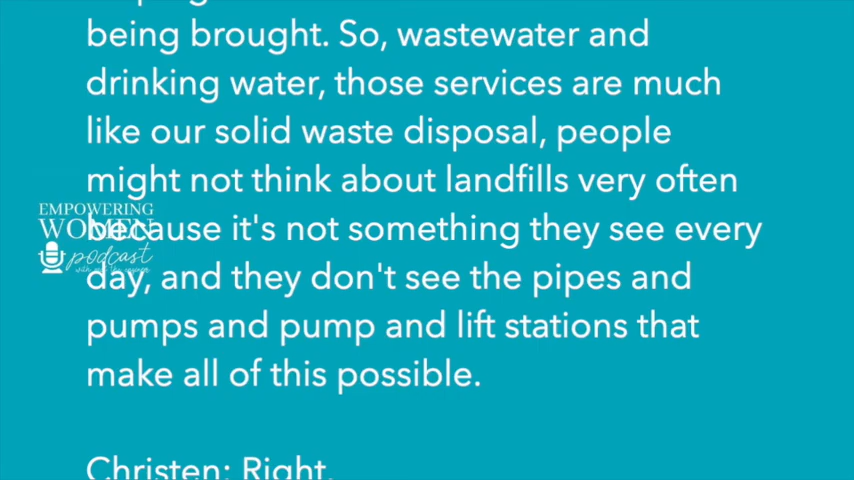 being brought. So, wastewater and
drinking water, those services are much
like our solid waste disposal, people
might not think about landfills very often
EMPOWERING
WOMEN
because it's not something they see every
podcast
day, and they don't see the pipes and
pumps and pump and lift stations that
make all of this possible.
Christen: Right.